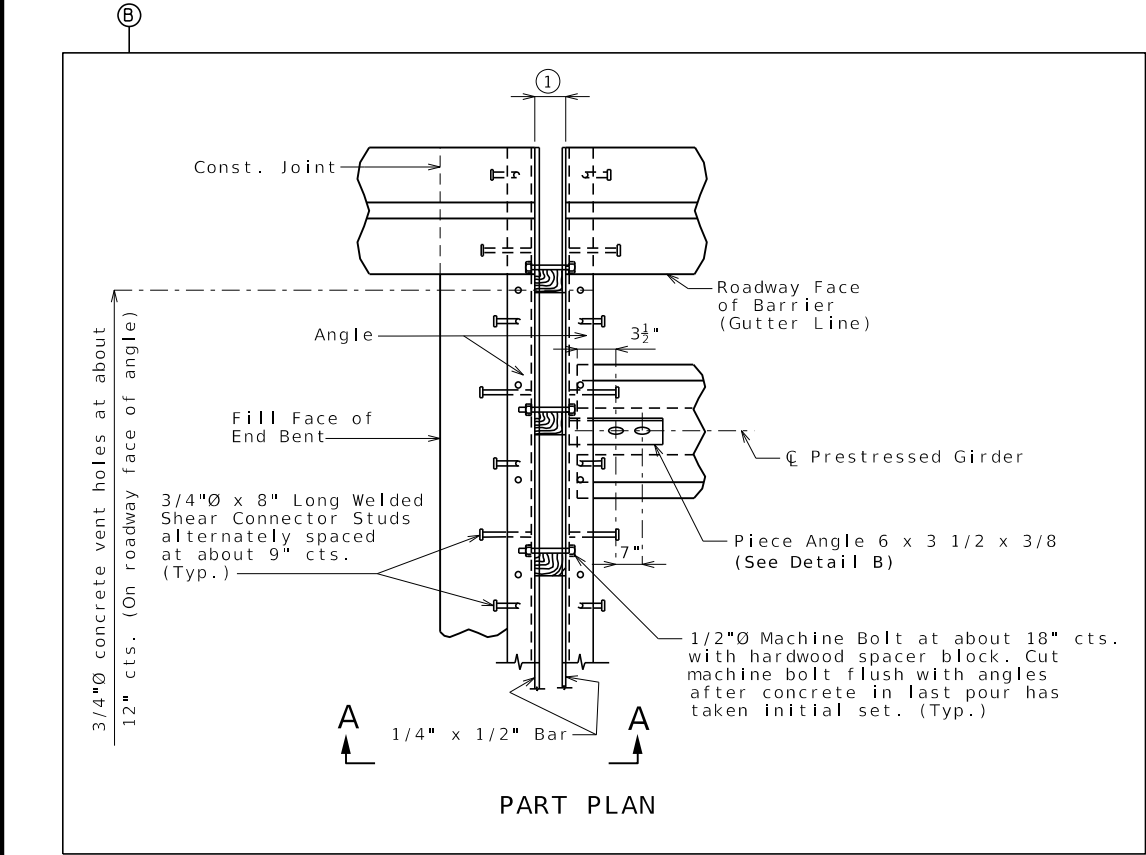 B
1
Const. Joint
Roadway Face
of Barrier
(Gutter Line)
3/4"Ø concrete vent holes at about
12" cts. (On roadway face of angle)
Angle
3½"
Fill Face of
End Bent
℄ Prestressed Girder
3/4"Ø x 8" Long Welded
Shear Connector Studs
alternately spaced
at about 9" cts.
(Typ.)
7"
Piece Angle 6 x 3 1/2 x 3/8
(See Detail B)
1/2"Ø Machine Bolt at about 18" cts.
with hardwood spacer block. Cut
machine bolt flush with angles
after concrete in last pour has
taken initial set. (Typ.)
A
A
1/4" x 1/2" Bar
PART PLAN